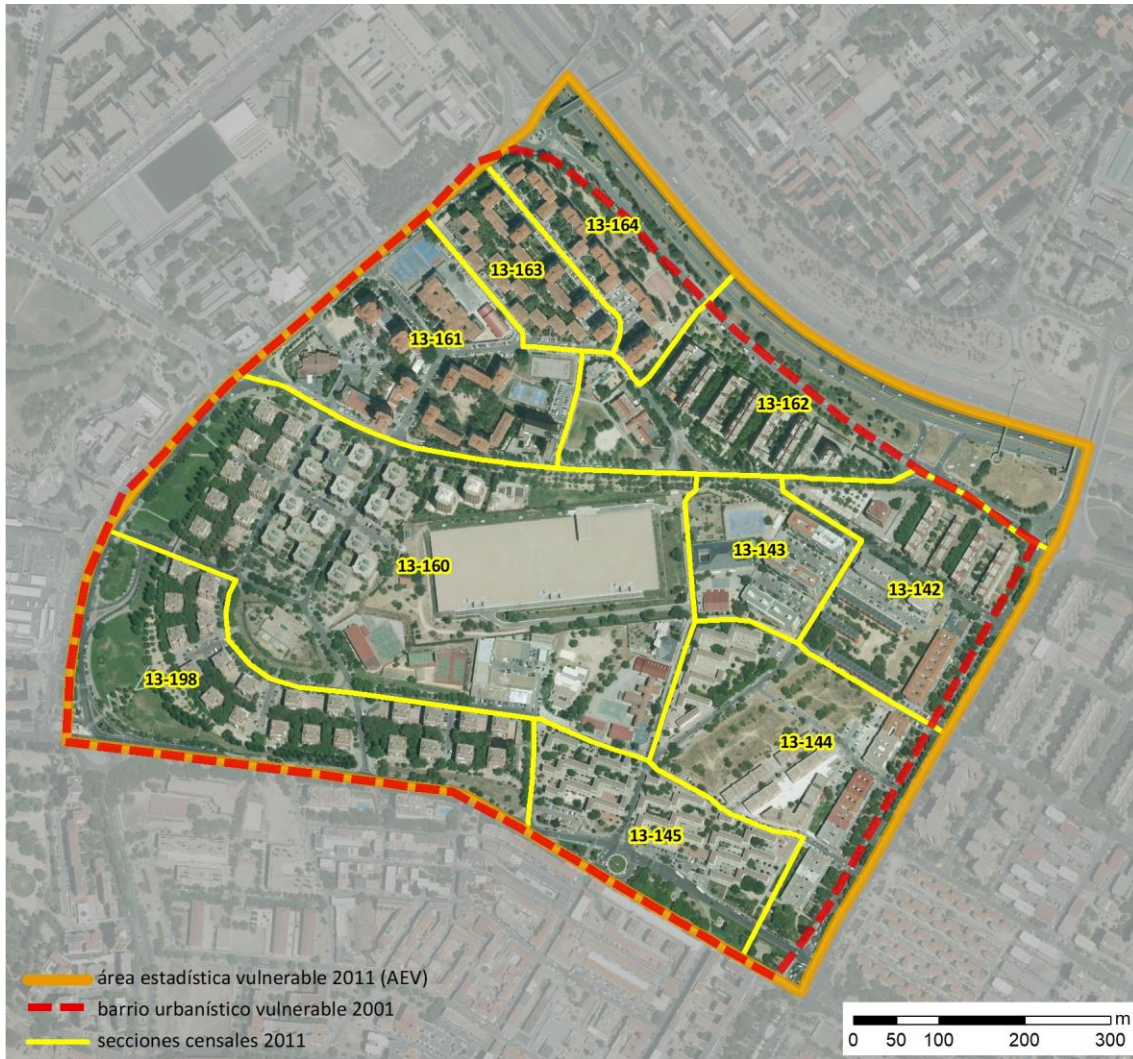 13-164
13-163
13-161
13-162
13-143
13-160
13-142
13-198
13-144
13-145
área estadística vulnerable 2011 (AEV)
barrio urbanístico vulnerable 2001
secciones censales 2011
m
0 50 100 200 300